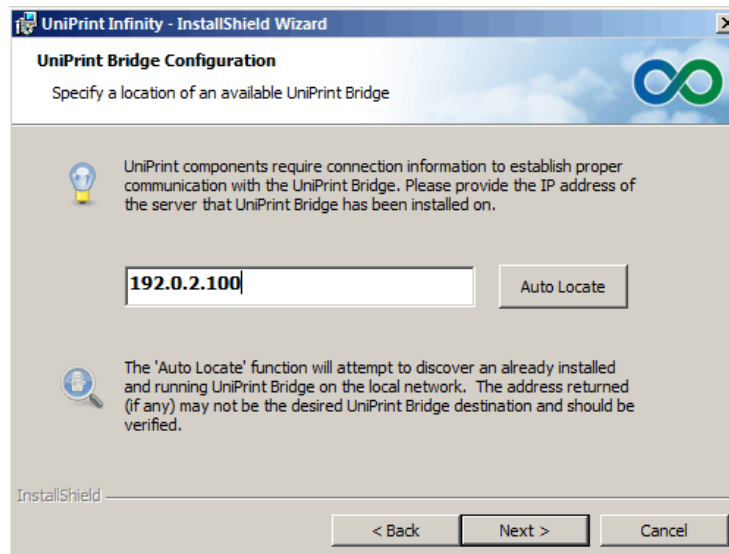 UniPrint Infinity - InstallShield Wizard
UniPrint Bridge Configuration
Specify a location of an available UniPrint Bridge
UniPrint components require connection information to establish proper
communication with the UniPrint Bridge. Please provide the IP address of
the server that UniPrint Bridge has been installed on.
192.0.2.100
Auto Locate
The 'Auto Locate' function will attempt to discover an already installed
and running UniPrint Bridge on the local network.  The address returned
(if any) may not be the desired UniPrint Bridge destination and should be
verified.
InstallShield
< Back
Next >
Cancel